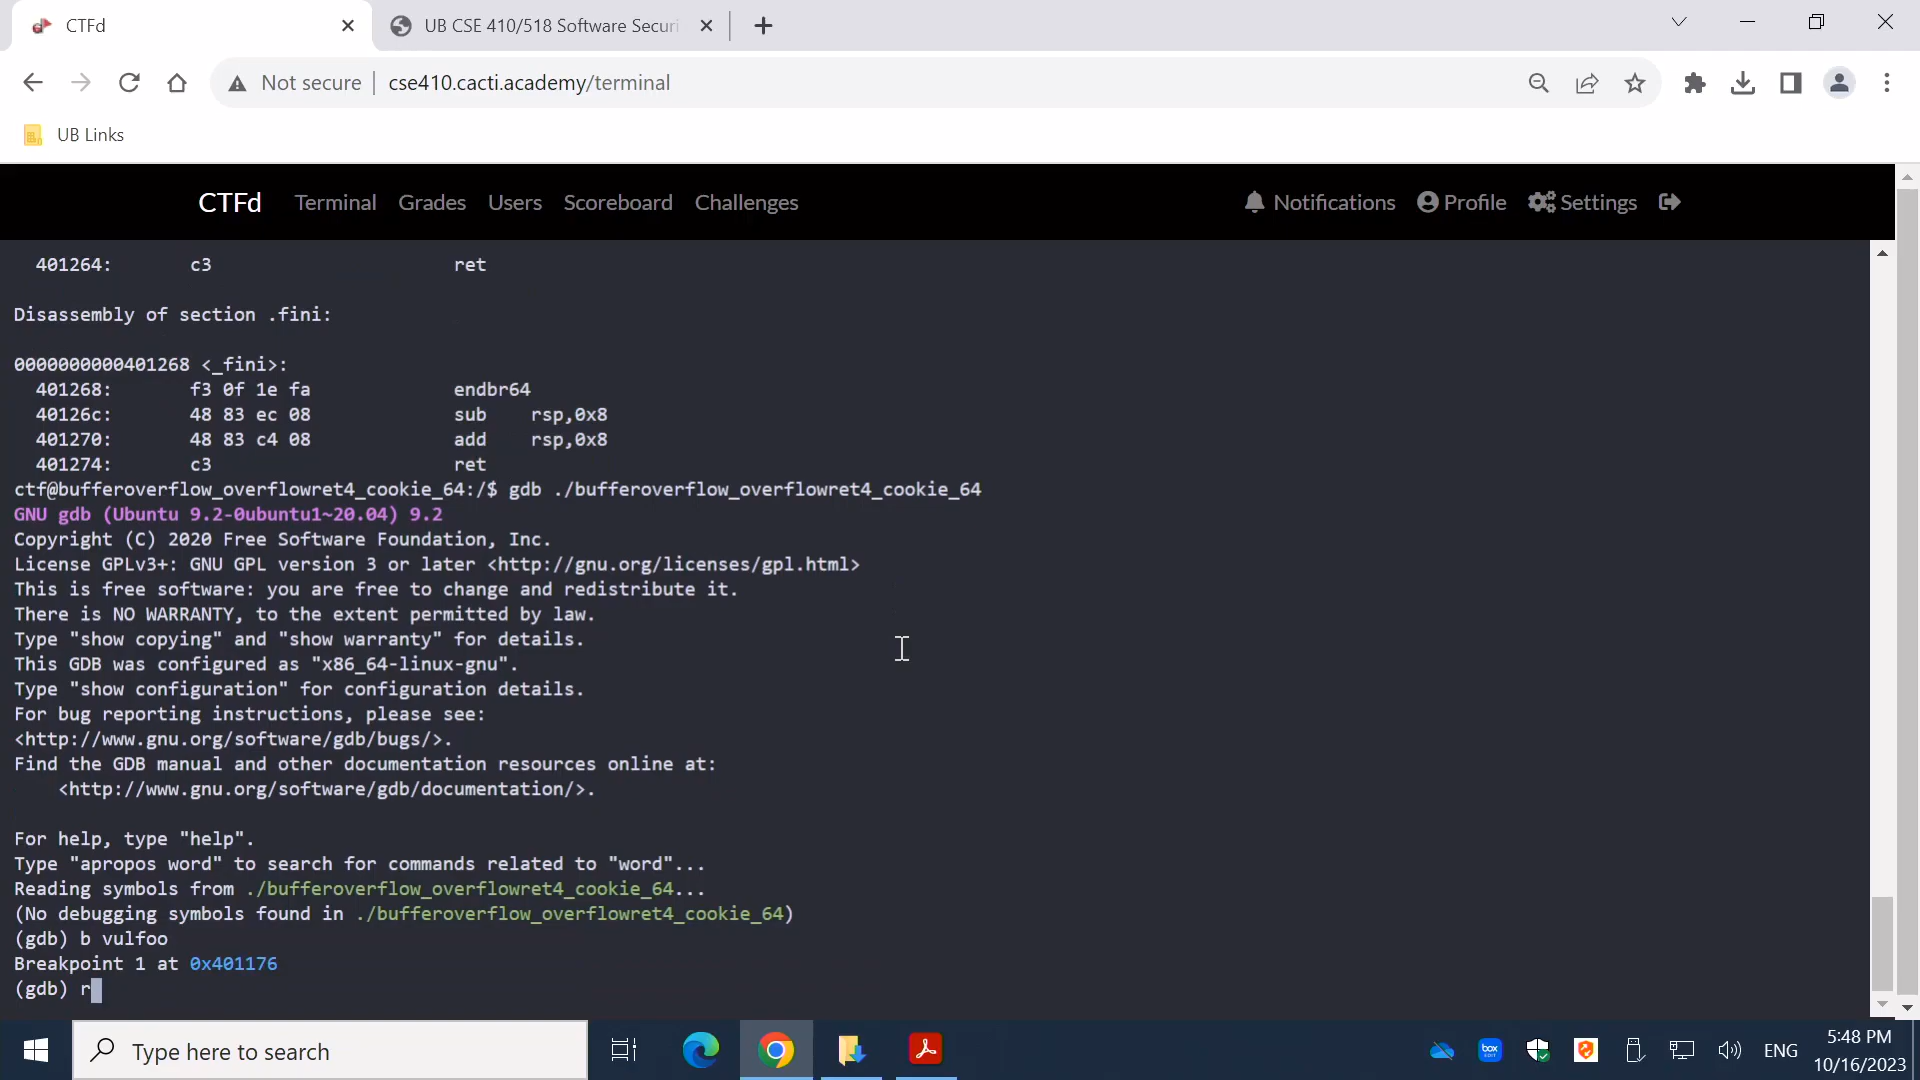 CTFd
UB CSE 410/518 Software Securi
Not secure
cse410.cacti.academy/terminal
UB Links
CTFd Terminal Grades Users Scoreboard Challenges Notifications Profile Settings
401264: c3 ret
Disassembly of section .fini:
0000000000401268 <_fini>:
401268: f3 0f 1e fa endbr64
40126c: 48 83 ec 08 sub rsp,0x8
401270: 48 83 c4 08 add rsp,0x8
401274: c3 ret
ctf@bufferoverflow_overflowret4_cookie_64:/$ gdb ./bufferoverflow_overflowret4_cookie_64
GNU gdb (Ubuntu 9.2-0ubuntu1~20.04) 9.2
Copyright (C) 2020 Free Software Foundation, Inc.
License GPLv3+: GNU GPL version 3 or later <http://gnu.org/licenses/gpl.html>
This is free software: you are free to change and redistribute it.
There is NO WARRANTY, to the extent permitted by law.
Type "show copying" and "show warranty" for details.
This GDB was configured as "x86_64-linux-gnu".
Type "show configuration" for configuration details.
For bug reporting instructions, please see:
<http://www.gnu.org/software/gdb/bugs/>.
Find the GDB manual and other documentation resources online at:
<http://www.gnu.org/software/gdb/documentation/>.
For help, type "help".
Type "apropos word" to search for commands related to "word"...
Reading symbols from ./bufferoverflow_overflowret4_cookie_64...
(No debugging symbols found in ./bufferoverflow_overflowret4_cookie_64)
(gdb) b vulfoo
Breakpoint 1 at 0x401176
(gdb) r
Type here to search
box
ENG
5:48 PM
10/16/2023